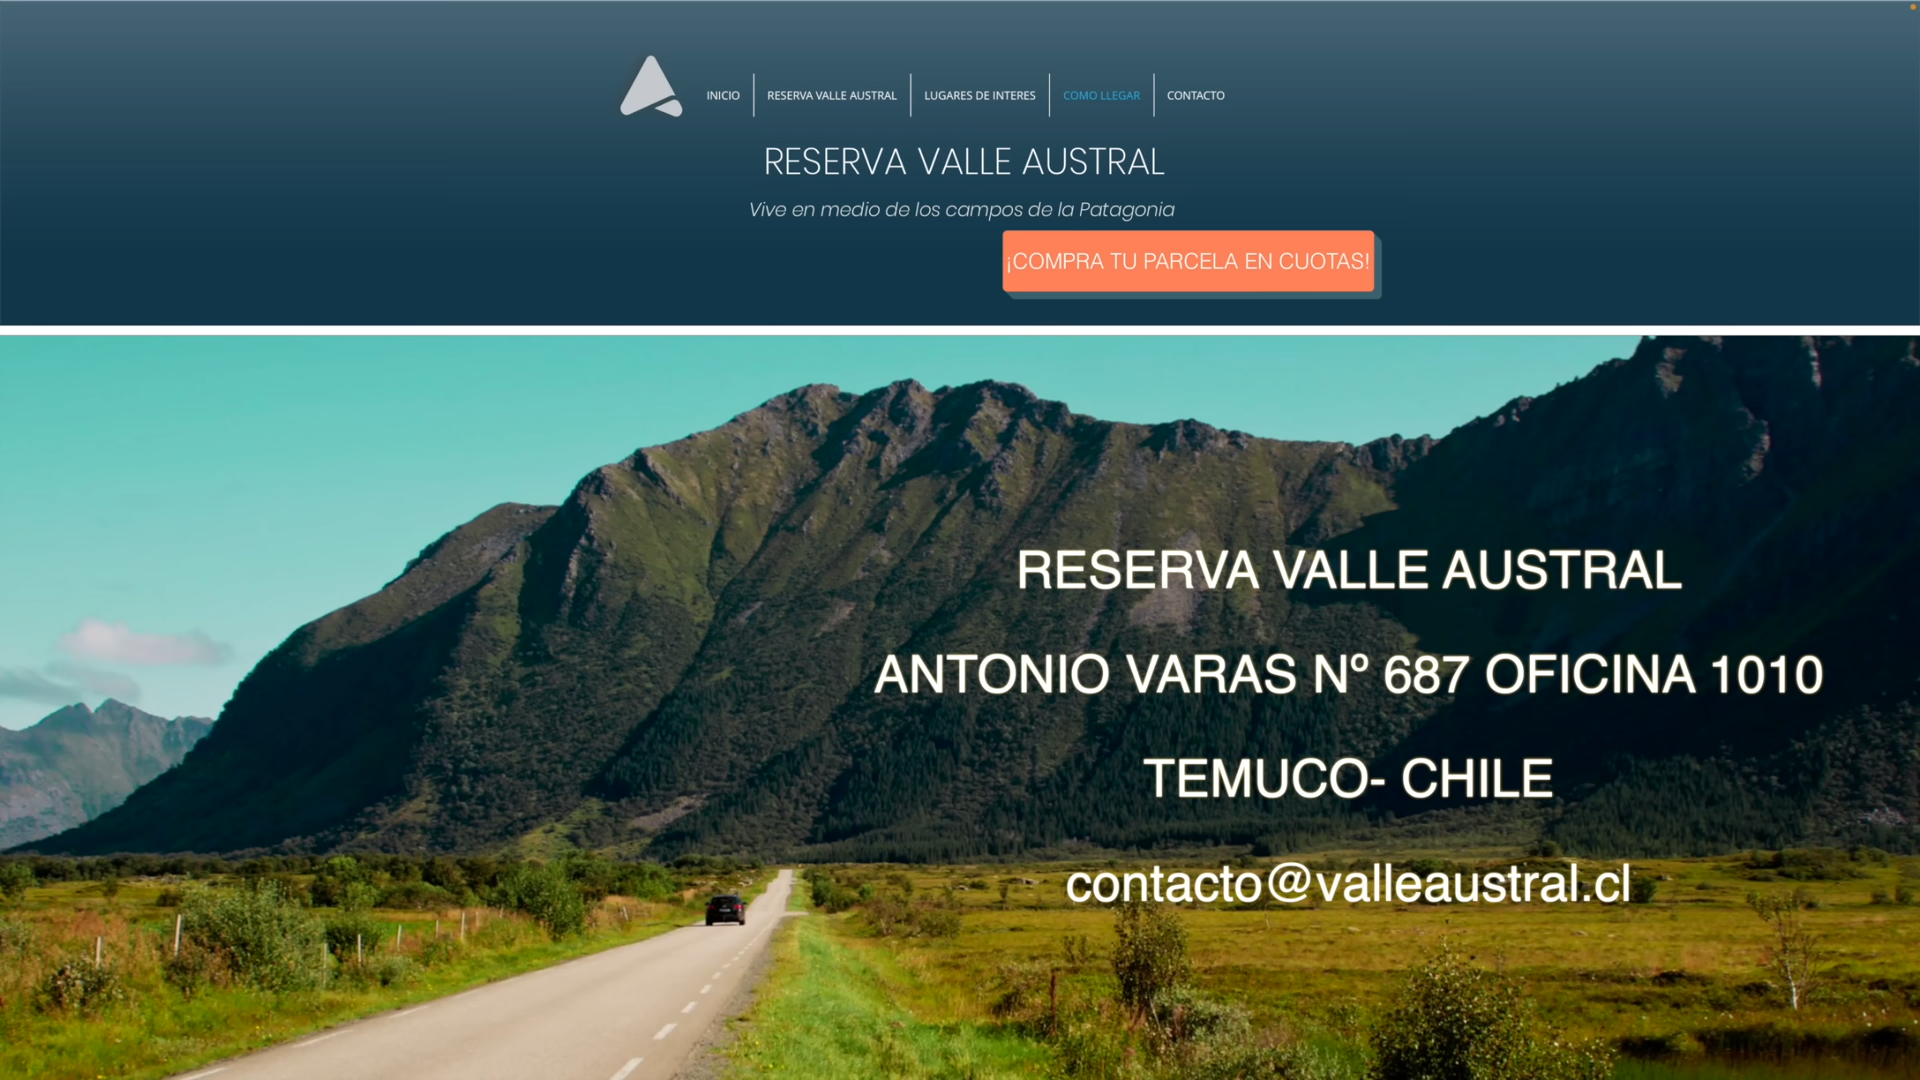 INICIO
RESERVA VALLE AUSTRAL
LUGARES DE INTERES
COMO LLEGAR
CONTACTO
RESERVA VALLE AUSTRAL
Vive en medio de los campos de la Patagonia
¡COMPRA TU PARCELA EN CUOTAS!
RESERVA VALLE AUSTRAL
ANTONIO VARAS Nº 687 OFICINA 1010
TEMUCO- CHILE
contacto@valleaustral.cl